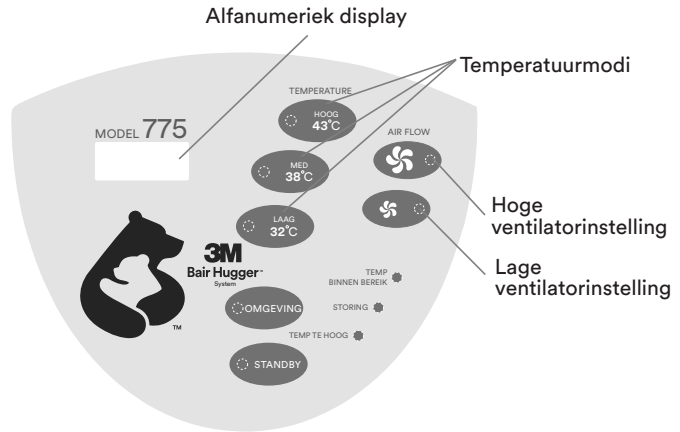 Alfanumeriek display
Temperatuurmodi
TEMPERATURE
HOOG
43°C
MODEL 775
AIR FLOW
MED
38°C
LAAG
32°C
Hoge
ventilatorinstelling
Lage
ventilatorinstelling
3M
Bair Hugger™
System
TEMP
BINNEN BEREIK
OMGEVING
STORING
TM
TEMP TE HOOG
STANDBY